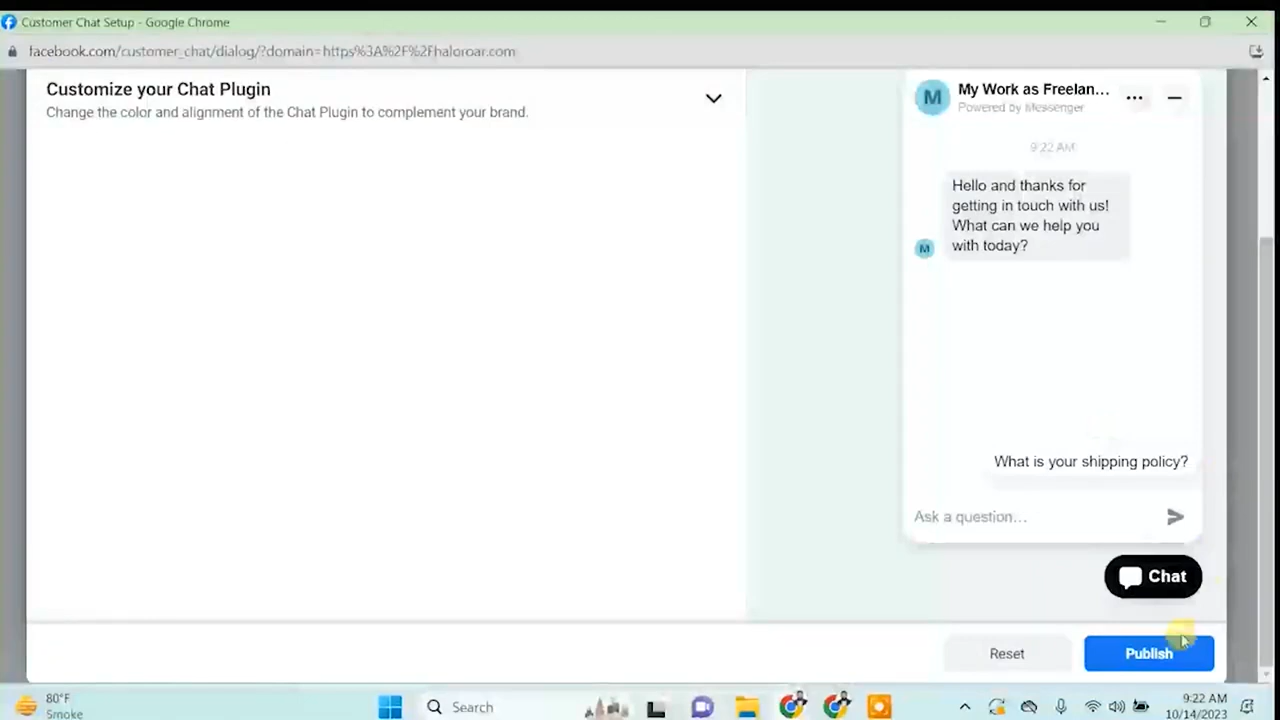 Customer Chat Setup - Google Chrome
facebook.com/customer_chat/dialog/?domain=https%3A%2F%2Fhaloroar.com
Customize your Chat Plugin
Change the color and alignment of the Chat Plugin to complement your brand.
M
My Work as Freelan...
Powered by Messenger
9:22 AM
Hello and thanks for
getting in touch with us!
What can we help you
with today?
M
What is your shipping policy?
Ask a question...
Chat
Reset
Publish
80°F
Smoke
Search
9:22 AM
10/14/2023